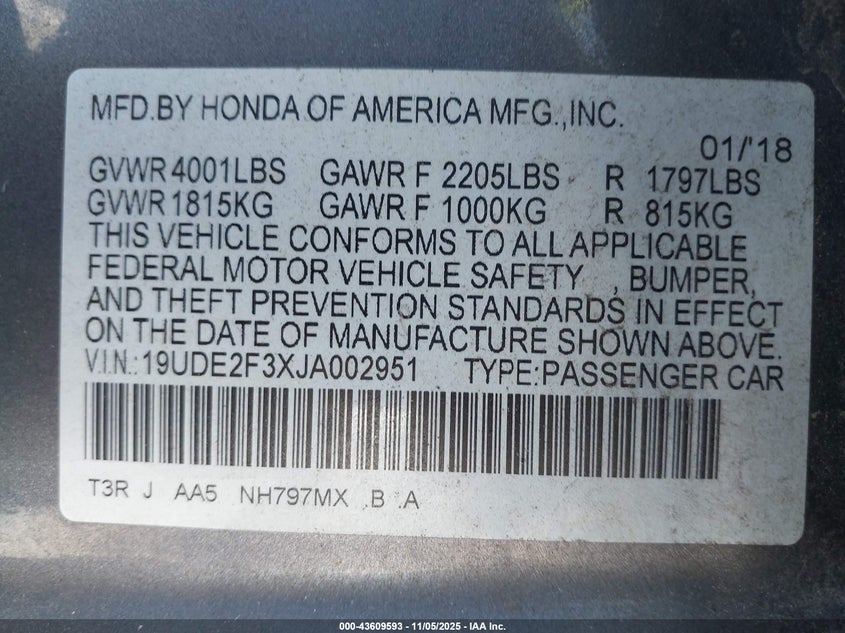 MFD.BY HONDA OF AMERICA MFG.,INC.
01/'18
GVWR 4001LBS GAWR F 2205LBS R 1797LBS
GVWR 1815KG GAWR F 1000KG R 815KG
THIS VEHICLE CONFORMS TO ALL APPLICABLE
FEDERAL MOTOR VEHICLE SAFETY , BUMPER,
AND THEFT PREVENTION STANDARDS IN EFFECT
ON THE DATE OF MANUFACTURE SHOWN ABOVE.
V.I.N.:19UDE2F3XJA002951 TYPE:PASSENGER CAR
T3R J AA5 NH797MX .B .A
000-43609593 - 11/05/2025 - IAA Inc.